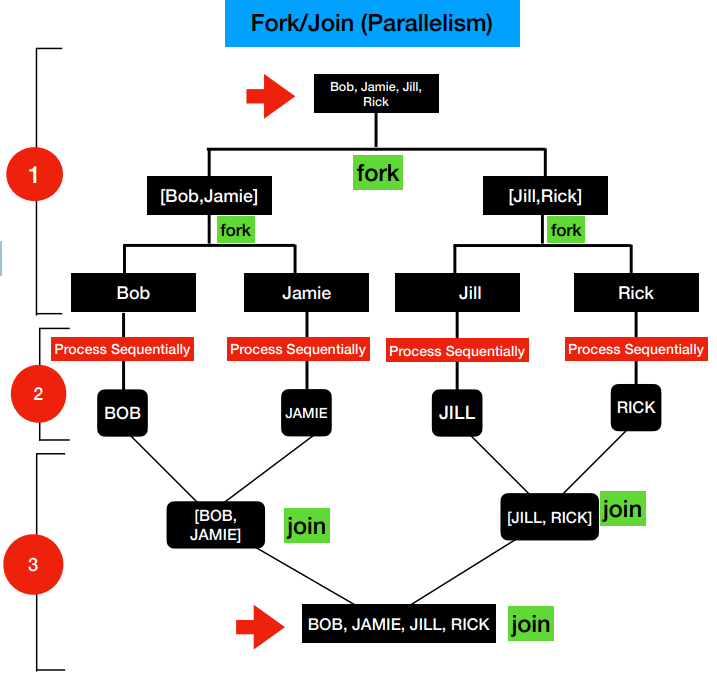 Fork/Join (Parallelism)
Bob, Jamie, Jill,
Rick
1
fork
[Bob,Jamie]
[Jill,Rick]
fork
fork
Bob
Jamie
Jill
Rick
Process Sequentially
Process Sequentially
Process Sequentially
Process Sequentially
2
BOB
JAMIE
JILL
RICK
[BOB,
JAMIE]
join
[JILL, RICK]
join
3
BOB, JAMIE, JILL, RICK
join